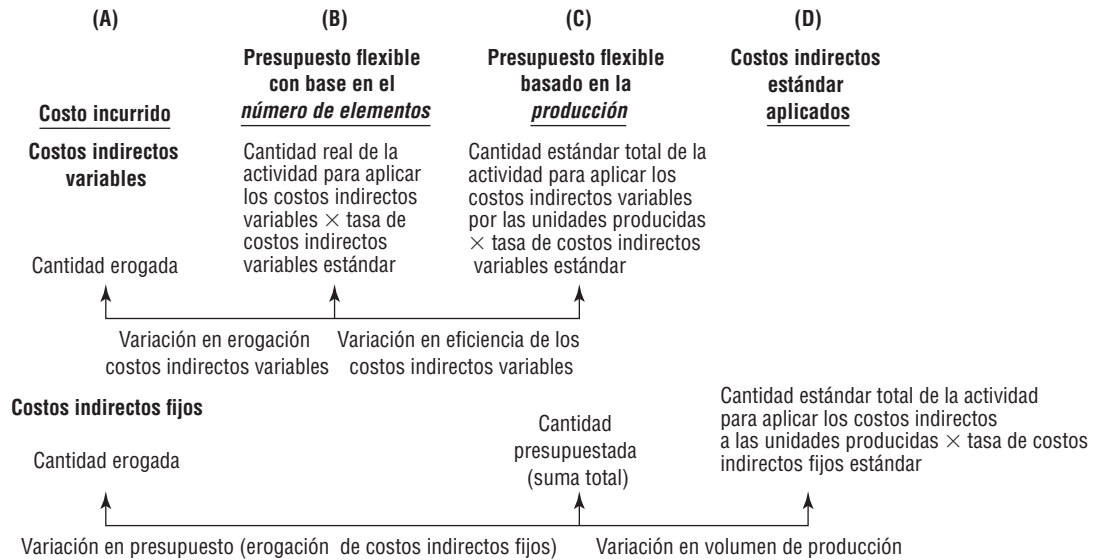 (A)
(B)
(C)
(D)
Presupuesto flexible
con base en el
número de elementos
Presupuesto flexible
basado en la
producción
Costos indirectos
estándar
aplicados
Costo incurrido
Costos indirectos
variables
Cantidad erogada
Cantidad real de la
actividad para aplicar
los costos indirectos
variables × tasa de
costos indirectos
variables estándar
Cantidad estándar total de la
actividad para aplicar los
costos indirectos variables
por las unidades producidas
× tasa de costos indirectos
variables estándar
Variación en erogación
costos indirectos variables
Variación en eficiencia de los
costos indirectos variables
Costos indirectos fijos
Cantidad erogada
Cantidad
presupuestada
(suma total)
Cantidad estándar total de la actividad
para aplicar los costos indirectos
a las unidades producidas × tasa de costos
indirectos fijos estándar
Variación en presupuesto (erogación de costos indirectos fijos)
Variación en volumen de producción